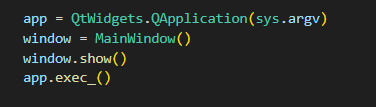 app = QtWidgets.QApplication(sys.argv)
window = MainWindow()
window.show()
app.exec_()